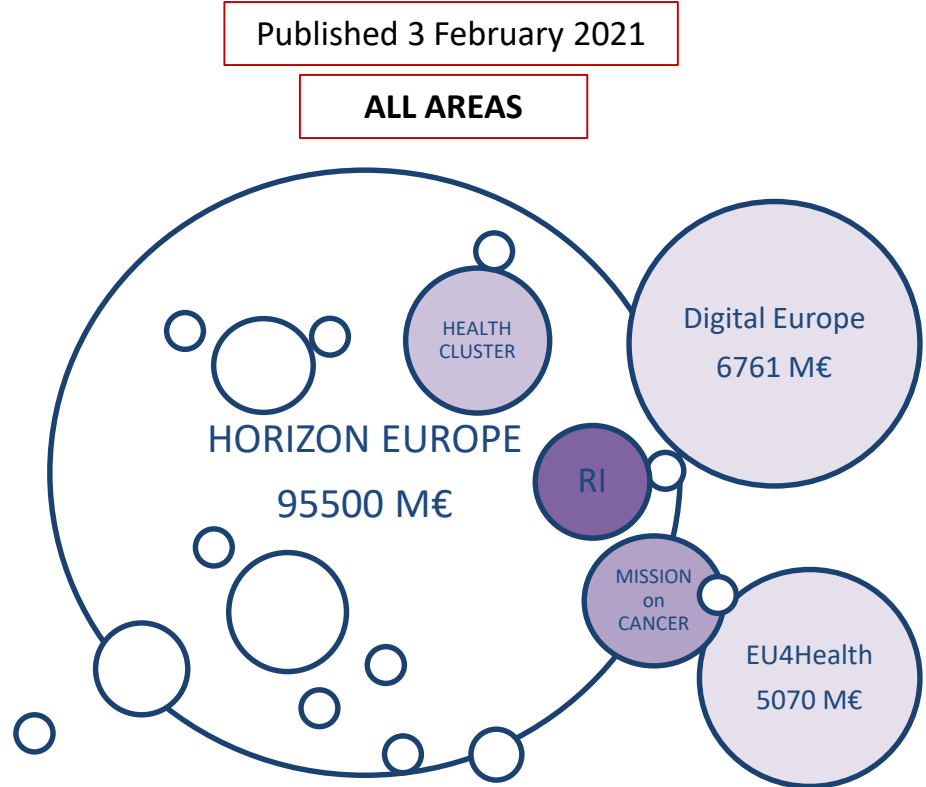 Published 3 February 2021
ALL AREAS
HEALTH
CLUSTER
Digital Europe
6761 M€
HORIZON EUROPE
95500 M€
RI
MISSION
on
CANCER
EU4Health
5070 M€